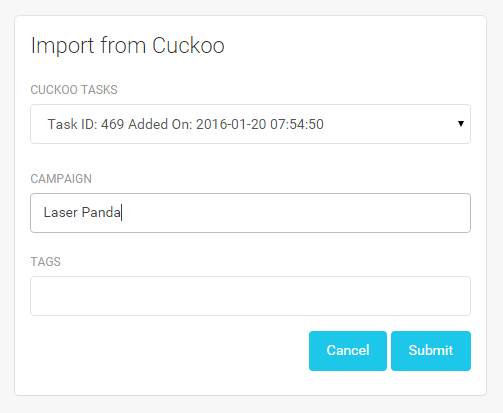 Import from Cuckoo
CUCKOO TASKS
Task ID: 469 Added On: 2016-01-20 07:54:50
CAMPAIGN
Laser Panda
TAGS
Cancel Submit